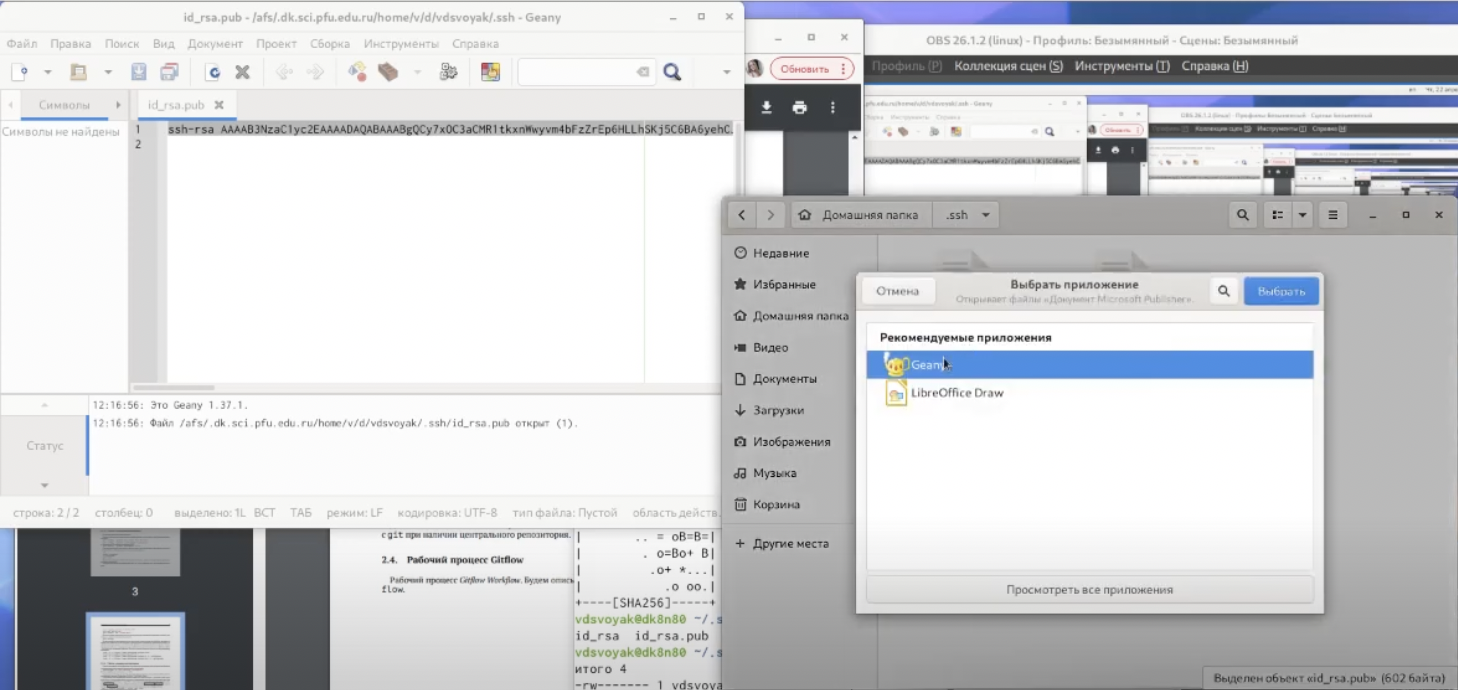 id_rsa.pub - /afs/.dk.sci.pfu.edu.ru/home/v/d/vdsvoyak/.ssh - Geany
Файл Правка Поиск Вид Документ Проект Сборка Инструменты Справка
Символы
id_rsa.pub
Символы не найдены
1 ssh-rsa
2
12:16:56: Это Geany 1.37.1.
12:16:56: Файл /afs/.dk.sci.pfu.edu.ru/home/v/d/vdsvoyak/.ssh/id_rsa.pub открыт (1).
Статус
строка: 2 / 2 столбец: 0 выделено: 1L ВСТ ТАБ режим: LF кодировка: UTF-8 тип файла: Пустой область действ.
Обновить
OBS 26.1.2 (linux) - Профиль: Безымянный - Сцены: Безымянный
Профиль (P) Коллекция сцен (S) Инструменты (T) Справка (H)
Домашняя папка .ssh
Недавние
Избранные
Домашняя папка
Видео
Документы
Загрузки
Изображения
Музыка
Корзина
+ Другие места
Отмена
Выбрать приложение
Открывает файлы «Документ Microsoft Publisher».
Выбрать
Рекомендуемые приложения
Geany
LibreOffice Draw
Просмотреть все приложения
Выделен объект «id_rsa.pub» (602 байта)
3
с git при наличии центрального репозитория.
2.4. Рабочий процесс Gitflow
Рабочий процесс Gitflow Workflow. Будем
flow.
.. = oB=B=|
. o=Bo+ B|
.o+ *...|
.o oo.|
+----[SHA256]-----+
vdsvoyak@dk8n80 ~/.s
id_rsa id_rsa.pub
vdsvoyak@dk8n80 ~/.s
итого 4
-rw------- 1 vdsvoyak